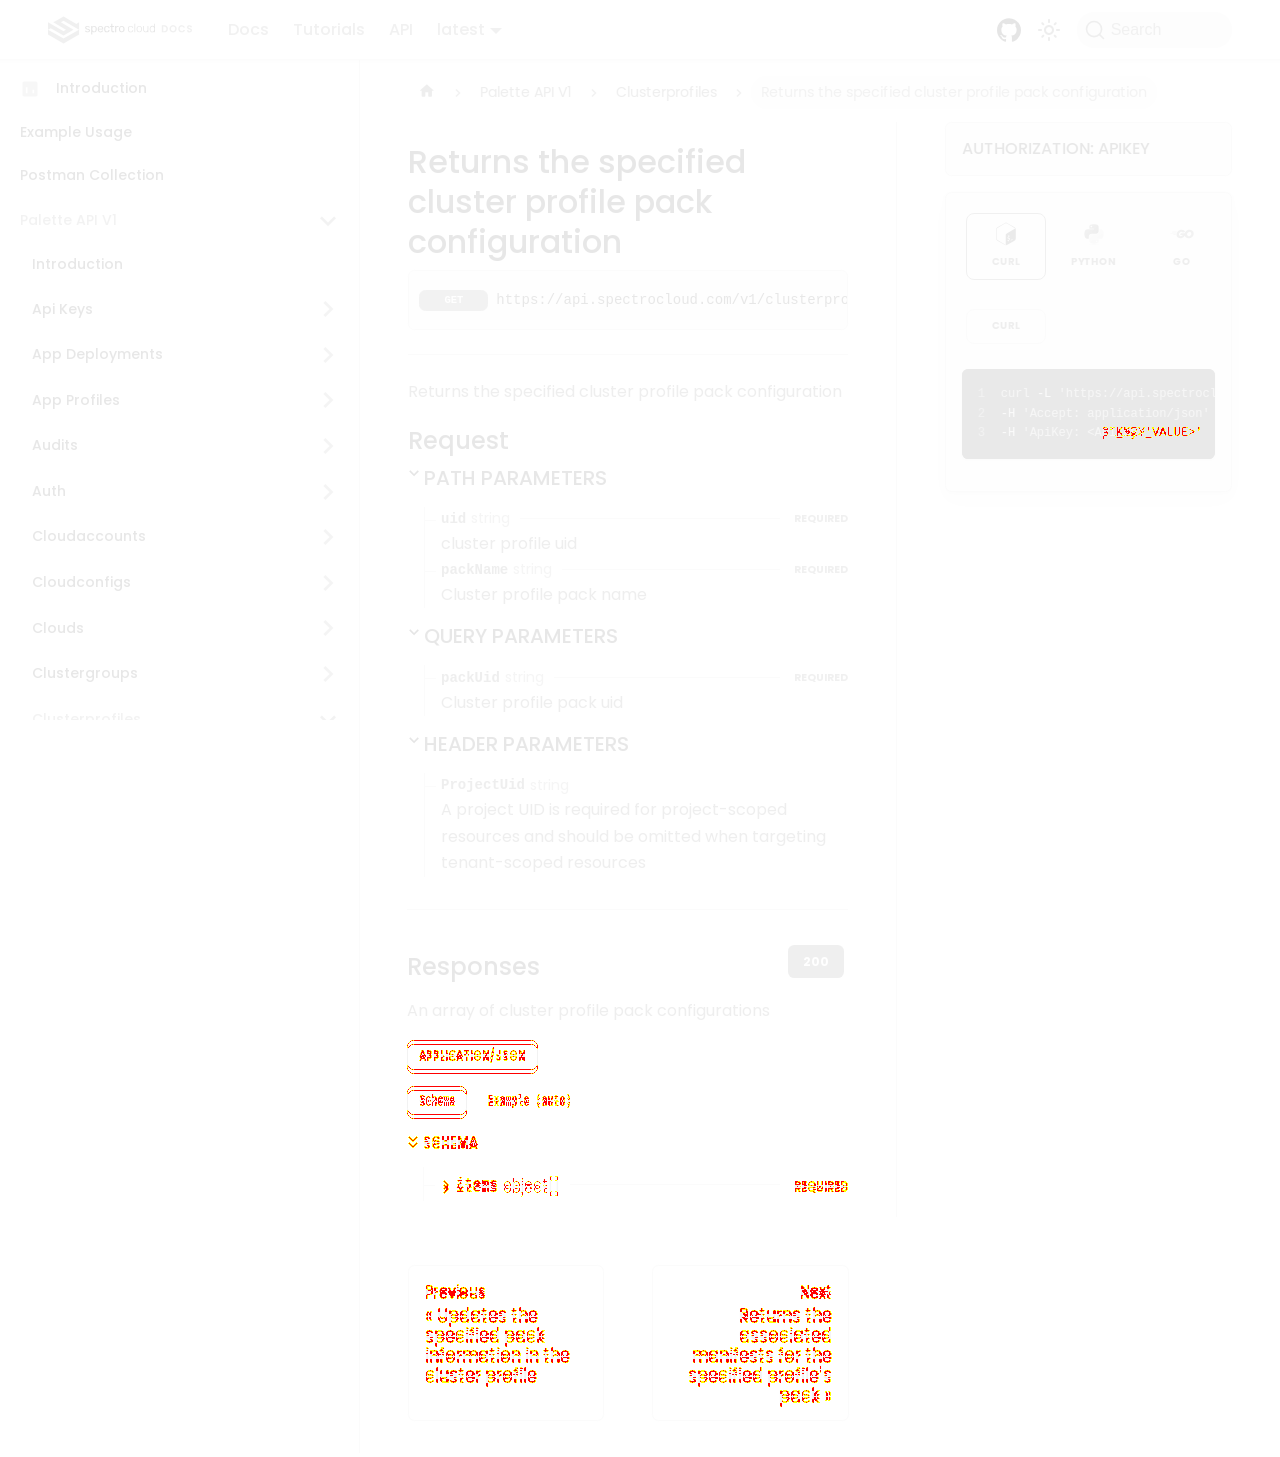 spectro cloud DOCS
Docs
Tutorials
API
latest
Search
Introduction
Example Usage
Postman Collection
Palette API V1
Introduction
Api Keys
App Deployments
App Profiles
Audits
Auth
Cloudaccounts
Cloudconfigs
Clouds
Clustergroups
Clusterprofiles
Palette API V1
Clusterprofiles
Returns the specified cluster profile pack configuration
Returns the specified
cluster profile pack
configuration
GET https://api.spectrocloud.com/v1/clusterpro
Returns the specified cluster profile pack configuration
Request
PATH PARAMETERS
uid string REQUIRED
cluster profile uid
packName string REQUIRED
Cluster profile pack name
QUERY PARAMETERS
packUid string REQUIRED
Cluster profile pack uid
HEADER PARAMETERS
ProjectUid string
A project UID is required for project-scoped
resources and should be omitted when targeting
tenant-scoped resources
Responses
200
An array of cluster profile pack configurations
APPLICATION/JSON
Schema
Example (auto)
SCHEMA
items object[] REQUIRED
Previous
« Updates the
specified pack
information in the
cluster profile
Next
Returns the
associated
manifests for the
specified profile's
pack »
AUTHORIZATION: APIKEY
CURL
PYTHON
GO
GO
CURL
1 curl -L 'https://api.spectrocl
2 -H 'Accept: application/json'
3 -H 'ApiKey: